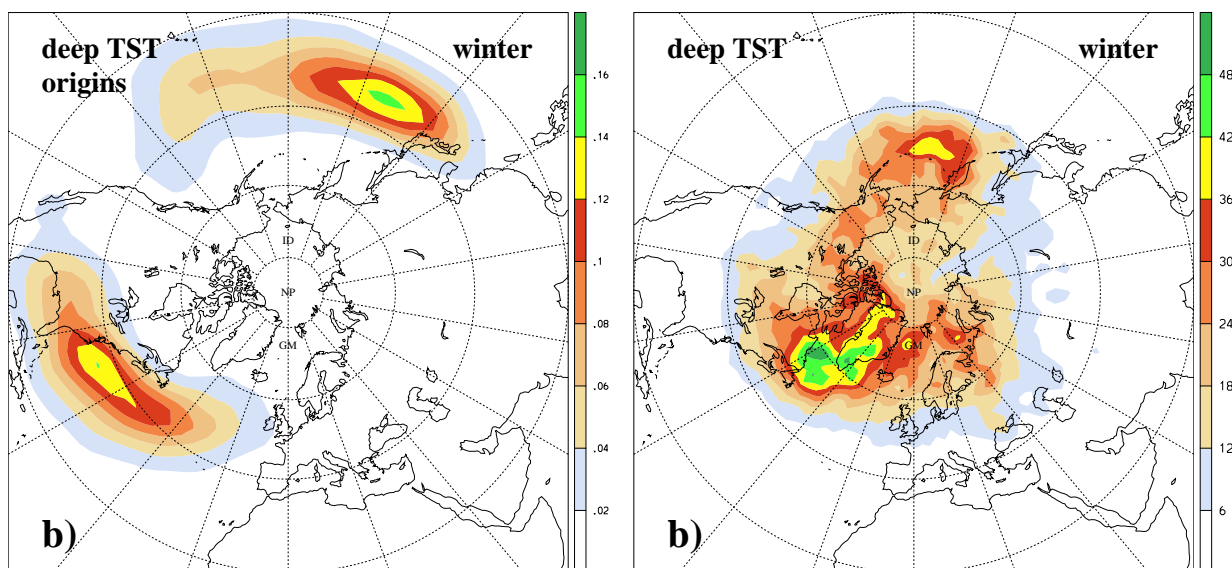 deep TST
origins
winter
ID
NP
GM
b)
.16
.14
.12
.1
.08
.06
.04
.02
deep TST
winter
ID
NP
GM
b)
48
42
36
30
24
18
12
6